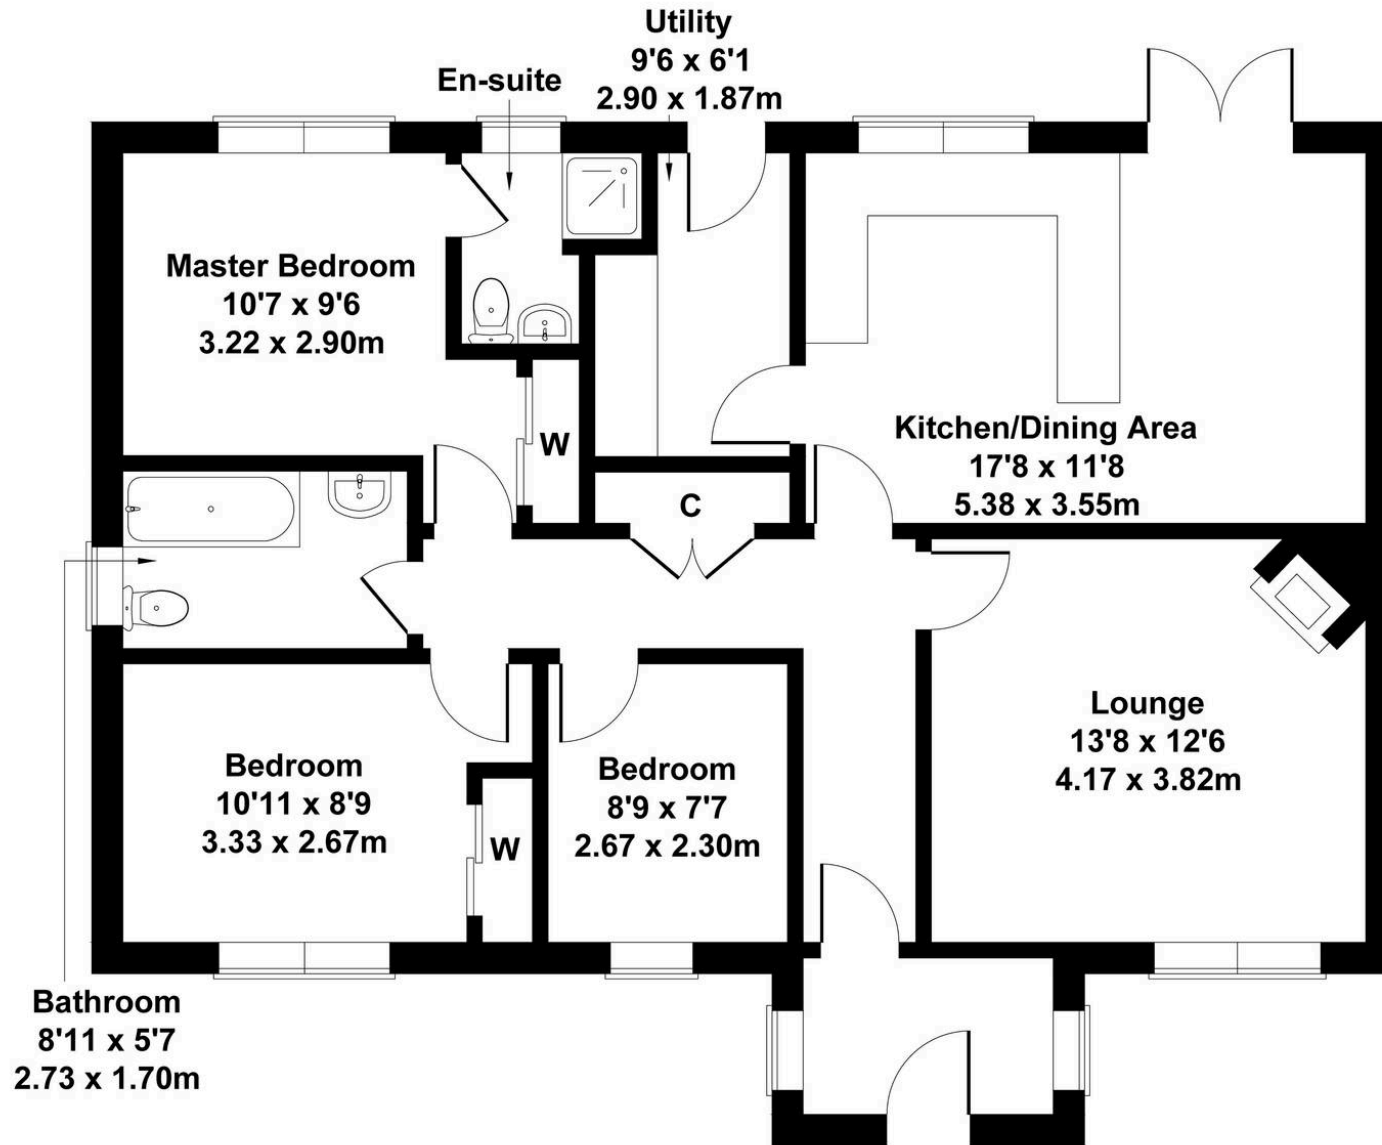 Utility
9'6 x 6'1
2.90 x 1.87m
En-suite
Master Bedroom
10'7 x 9'6
3.22 x 2.90m
W
Kitchen/Dining Area
17'8 x 11'8
5.38 x 3.55m
C
Lounge
13'8 x 12'6
4.17 x 3.82m
Bedroom
10'11 x 8'9
3.33 x 2.67m
W
Bedroom
8'9 x 7'7
2.67 x 2.30m
Bathroom
8'11 x 5'7
2.73 x 1.70m